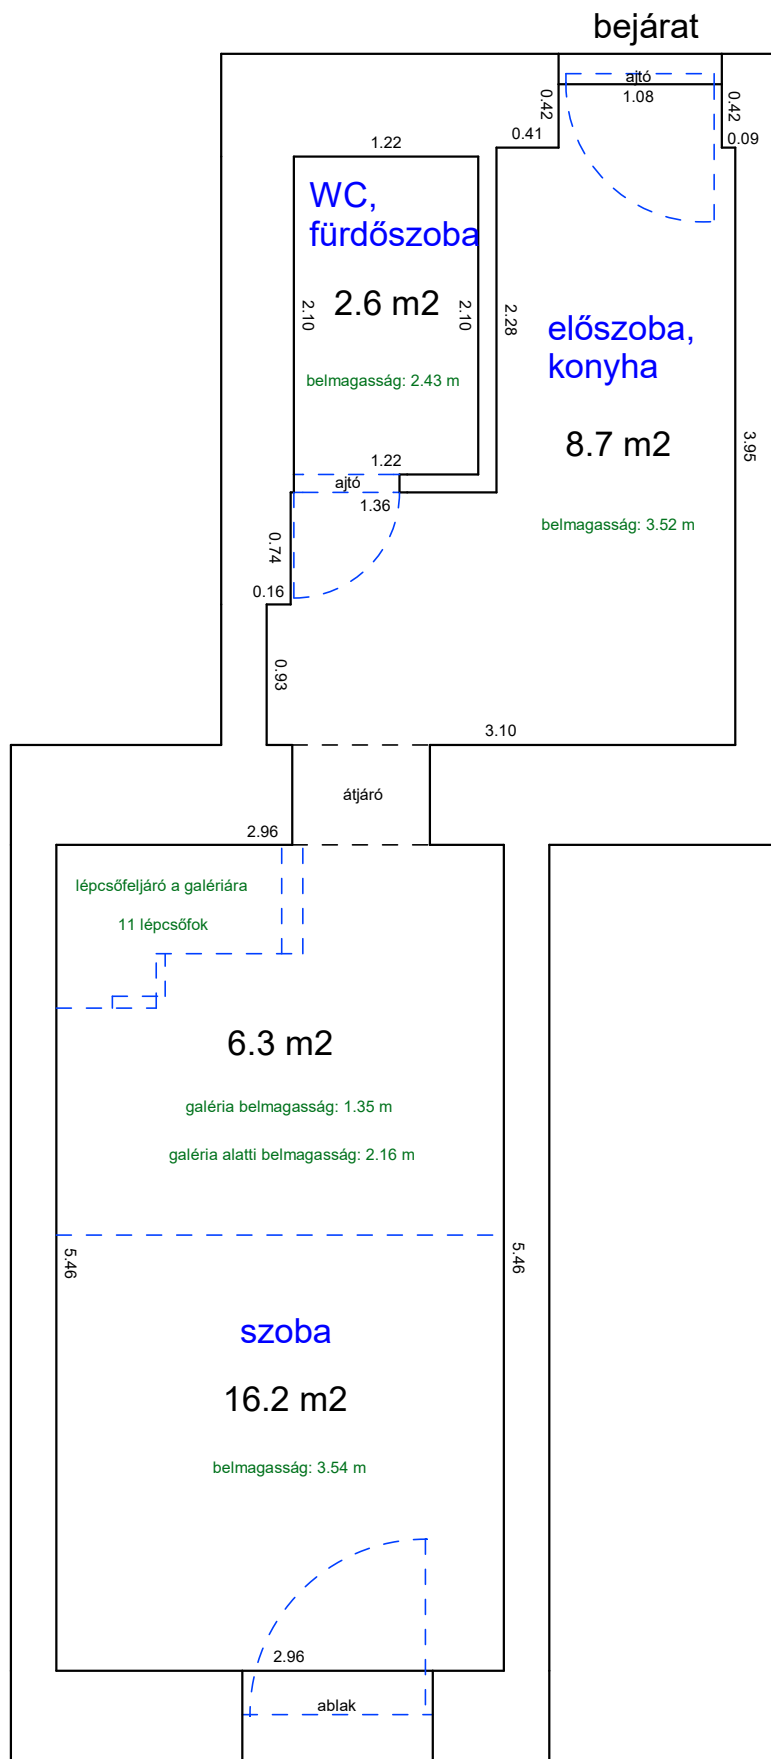 bejárat
ajtó
1.08
0.42
0.42
0.41
0.09
1.22
WC,
fürdőszoba
2.6 m2
2.10
2.10
2.28
belmagasság: 2.43 m
előszoba,
konyha
8.7 m2
3.95
belmagasság: 3.52 m
1.22
ajtó
1.36
0.74
0.16
0.93
3.10
átjáró
2.96
lépcsőfeljáró a galériára
11 lépcsőfok
6.3 m2
galéria belmagasság: 1.35 m
galéria alatti belmagasság: 2.16 m
5.46
5.46
szoba
16.2 m2
belmagasság: 3.54 m
2.96
ablak